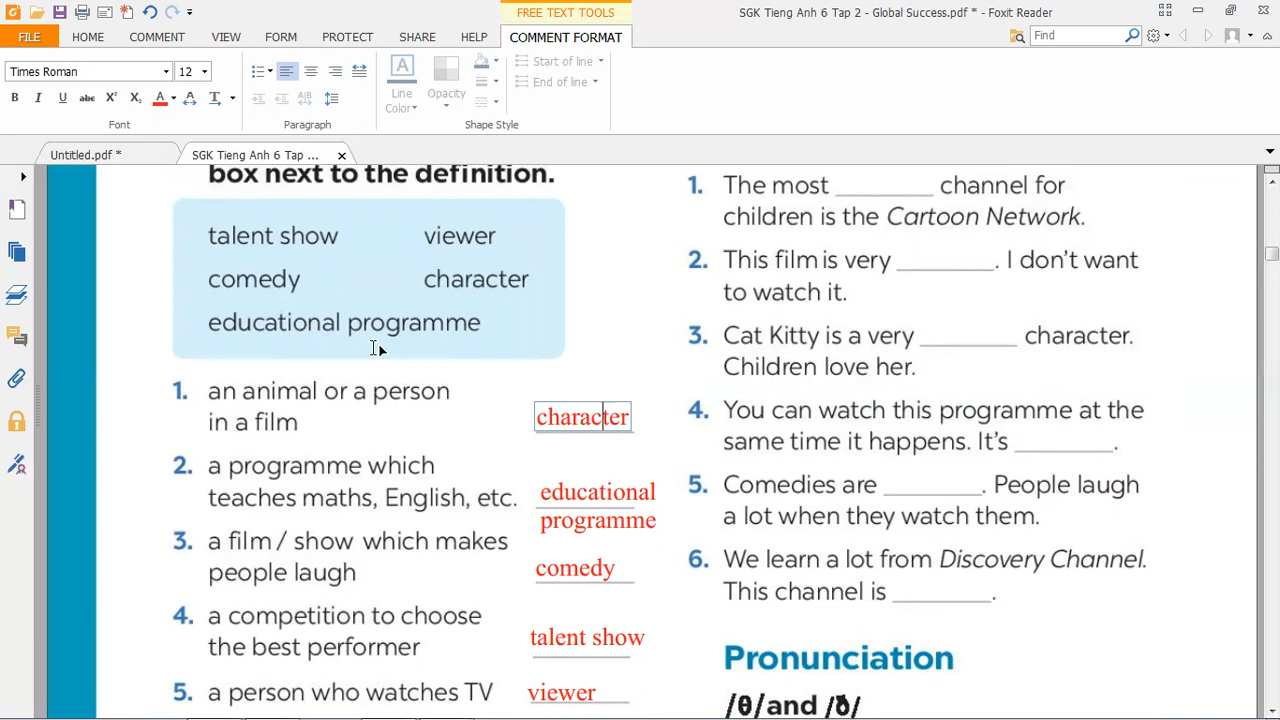 FREE TEXT TOOLS
SGK Tieng Anh 6 Tap 2 - Global Success.pdf * - Foxit Reader
FILE HOME COMMENT VIEW FORM PROTECT SHARE HELP COMMENT FORMAT
Find
Times Roman 12
Start of line
End of line
Line Color
Opacity
Font Paragraph Shape Style
Untitled.pdf *
SGK Tieng Anh 6 Tap ...
box next to the definition.
talent show viewer
comedy character
educational programme
1. an animal or a person
in a film
character
2. a programme which
teaches maths, English, etc.
educational
programme
3. a film / show which makes
people laugh
comedy
4. a competition to choose
the best performer
talent show
5. a person who watches TV
viewer
1. The most ________ channel for
children is the Cartoon Network.
2. This film is very ________. I don't want
to watch it.
3. Cat Kitty is a very ________ character.
Children love her.
4. You can watch this programme at the
same time it happens. It's ________.
5. Comedies are ________. People laugh
a lot when they watch them.
6. We learn a lot from Discovery Channel.
This channel is ________.
Pronunciation
/θ/ and /ð/